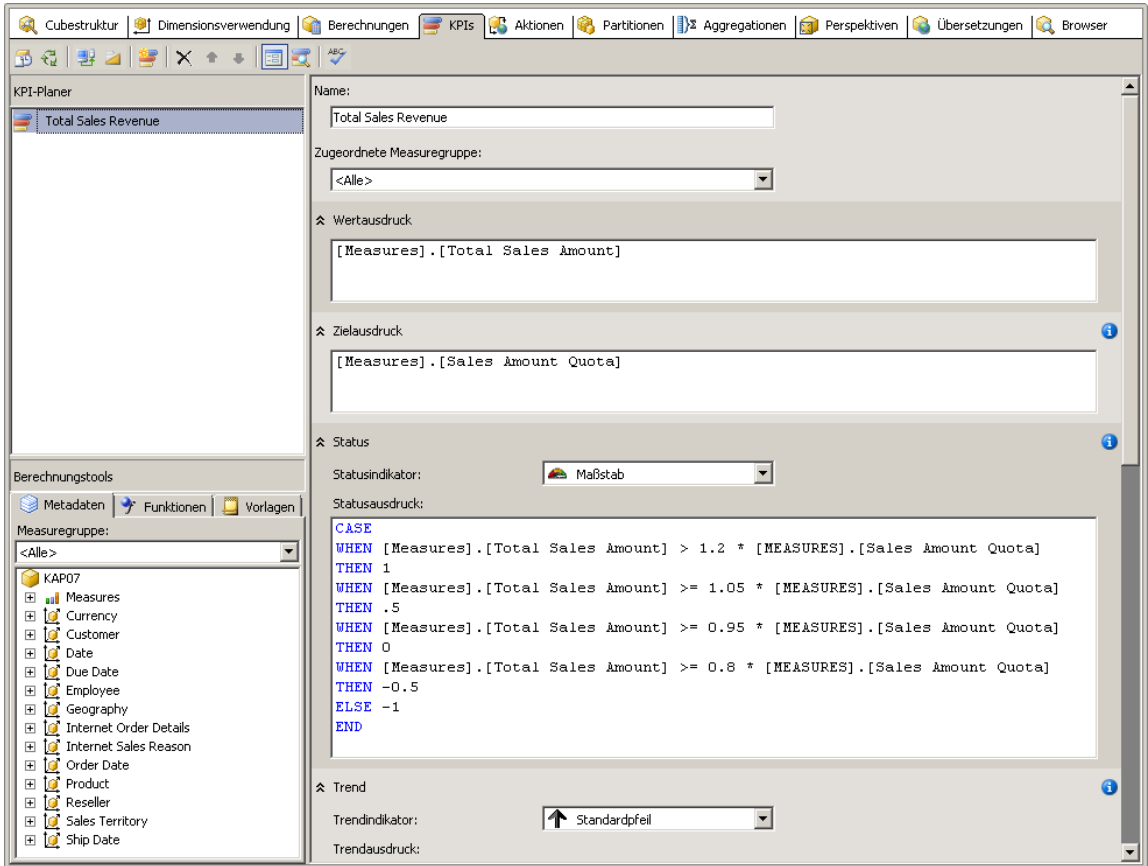 Cubestruktur Dimensionsverwendung Berechnungen KPIs Aktionen Partitionen Aggregationen Perspektiven Übersetzungen Browser
ABC
KPI-Planer
Total Sales Revenue
Name:
Total Sales Revenue
Zugeordnete Measuregruppe:
<Alle>
Wertausdruck
[Measures].[Total Sales Amount]
Zielausdruck
[Measures].[Sales Amount Quota]
Status
Statusindikator: Maßstab
Statusausdruck:
CASE
WHEN [Measures].[Total Sales Amount] > 1.2 * [MEASURES].[Sales Amount Quota]
THEN 1
WHEN [Measures].[Total Sales Amount] >= 1.05 * [MEASURES].[Sales Amount Quota]
THEN .5
WHEN [Measures].[Total Sales Amount] >= 0.95 * [MEASURES].[Sales Amount Quota]
THEN 0
WHEN [Measures].[Total Sales Amount] >= 0.8 * [MEASURES].[Sales Amount Quota]
THEN -0.5
ELSE -1
END
Trend
Trendindikator: Standardpfeil
Trendausdruck:
Berechnungstools
Metadaten Funktionen Vorlagen
Measuregruppe:
<Alle>
KAP07
Measures
Currency
Customer
Date
Due Date
Employee
Geography
Internet Order Details
Internet Sales Reason
Order Date
Product
Reseller
Sales Territory
Ship Date